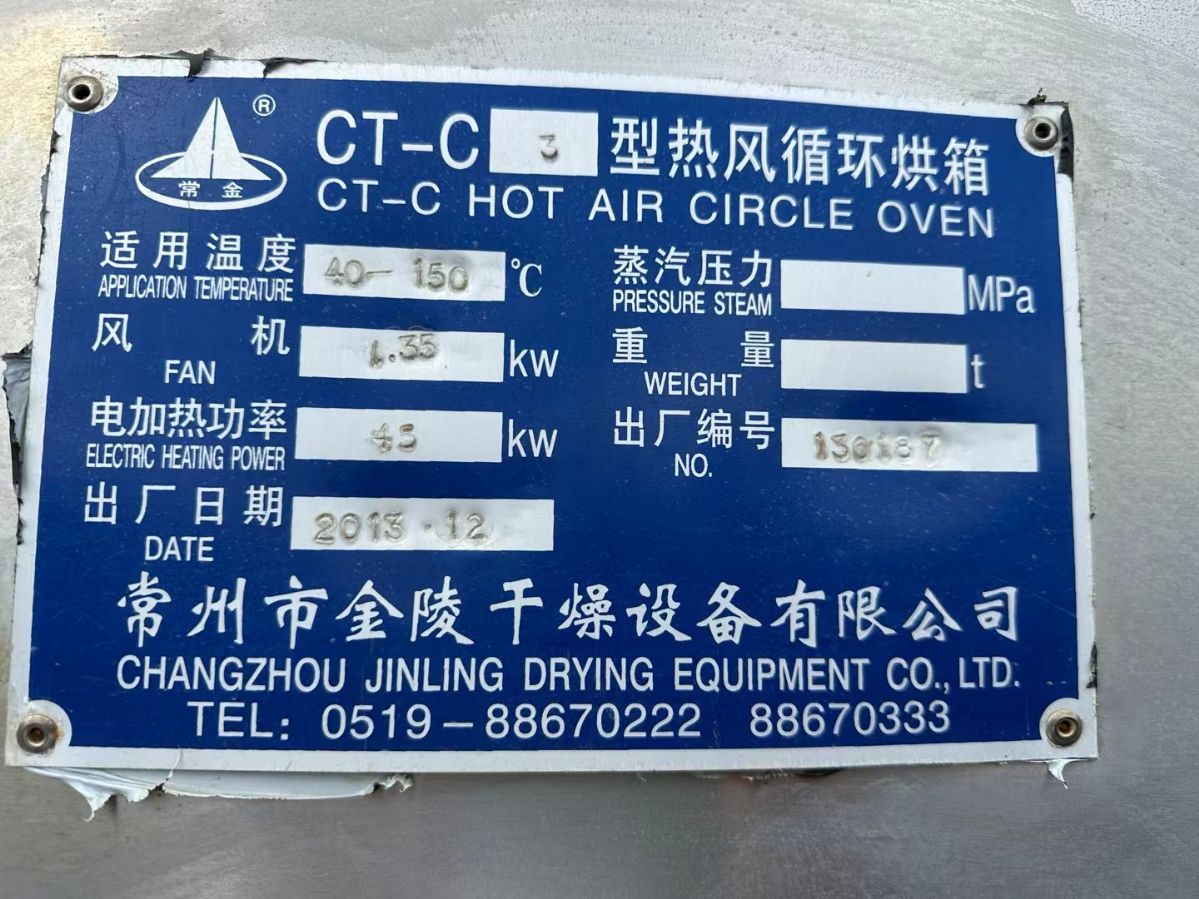 ®
常金
CT-C 3 型热风循环烘箱
CT-C HOT AIR CIRCLE OVEN
适用温度 40-150 ℃
APPLICATION TEMPERATURE
蒸汽压力 MPa
PRESSURE STEAM
风机 1.35 kw
FAN
重量 t
WEIGHT
电加热功率 45 kw
ELECTRIC HEATING POWER
出厂编号 130187
NO.
出厂日期 2013.12
DATE
常州市金陵干燥设备有限公司
CHANGZHOU JINLING DRYING EQUIPMENT CO., LTD.
TEL: 0519-88670222 88670333